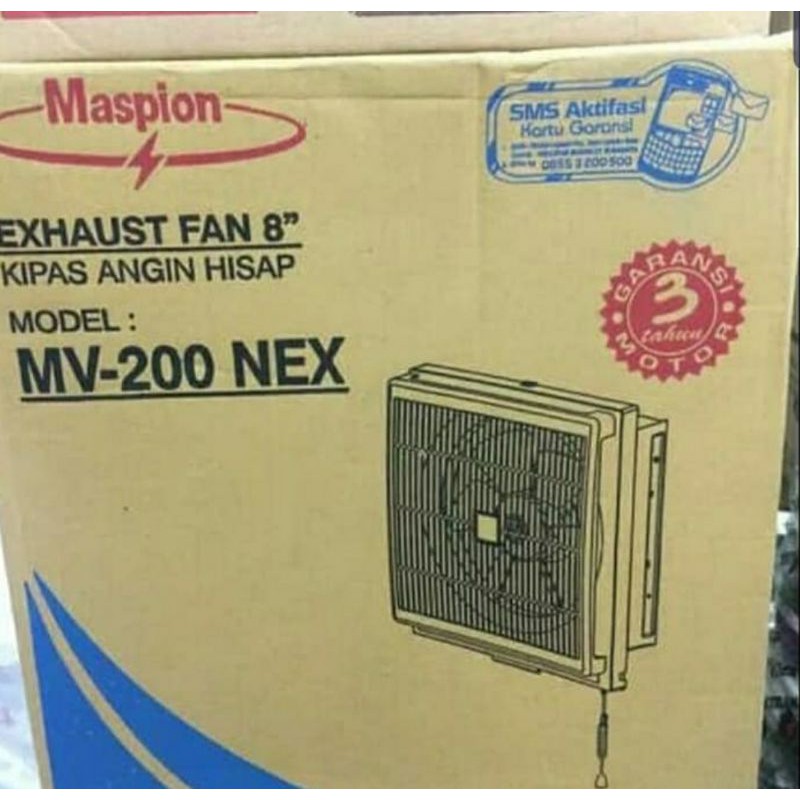 Maspion
SMS Aktifasi
Kartu Garansi
0855 3 200 500
EXHAUST FAN 8”
KIPAS ANGIN HISAP
MODEL :
MV-200 NEX
GARANSI
3
tahun
MOTOR